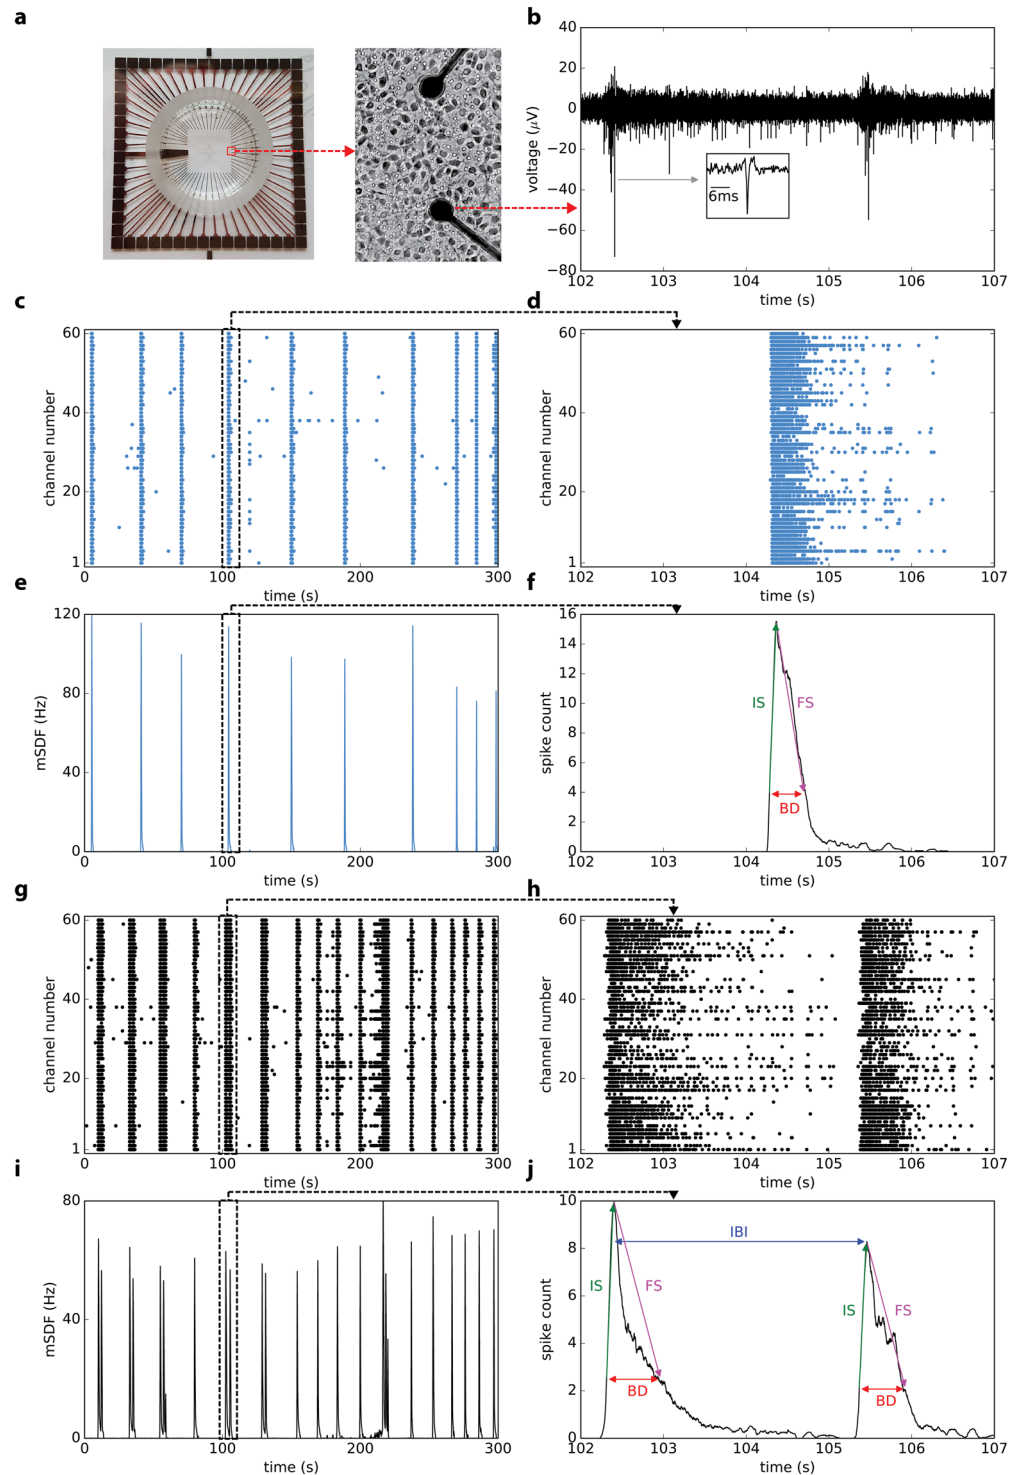 a
b
40
20
0
−20
−40
−60
−80
voltage (μV)
6ms
102
103
104
105
106
107
time (s)
c
60
40
20
1
channel number
0
100
200
300
time (s)
d
60
40
20
1
channel number
102
103
104
105
106
107
time (s)
e
120
80
40
0
mSDF (Hz)
0
100
200
300
time (s)
f
16
14
12
10
8
6
4
2
0
spike count
IS
FS
BD
102
103
104
105
106
107
time (s)
g
60
40
20
1
channel number
0
100
200
300
time (s)
h
60
40
20
1
channel number
102
103
104
105
106
107
time (s)
i
80
40
0
mSDF (Hz)
0
100
200
300
time (s)
j
10
8
6
4
2
0
spike count
IBI
IS
FS
BD
IS
FS
BD
102
103
104
105
106
107
time (s)